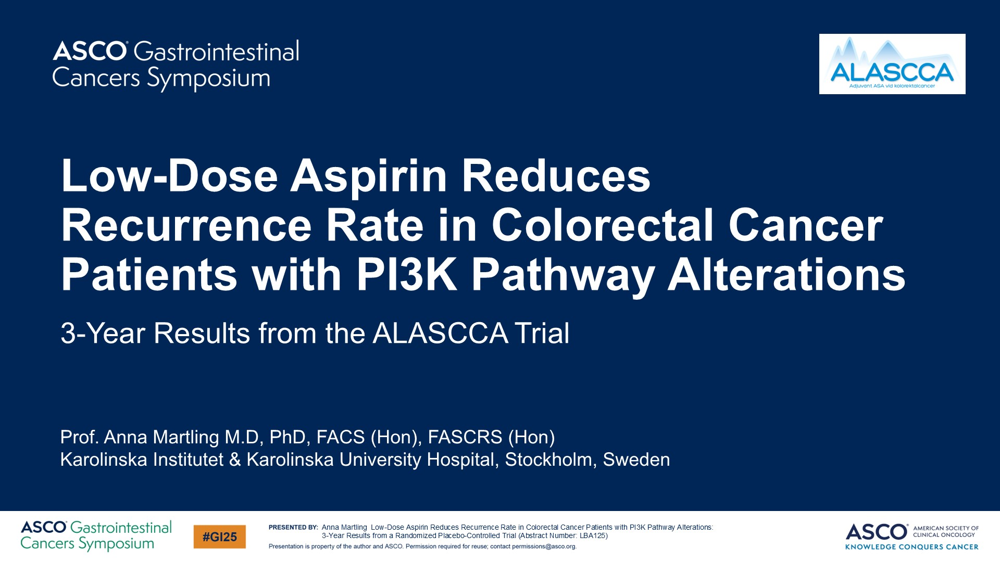 ASCO® Gastrointestinal
Cancers Symposium
ALASCCA
Adjuvant ASA vid kolorektalcancer
Low-Dose Aspirin Reduces
Recurrence Rate in Colorectal Cancer
Patients with PI3K Pathway Alterations
3-Year Results from the ALASCCA Trial
Prof. Anna Martling M.D, PhD, FACS (Hon), FASCRS (Hon)
Karolinska Institutet & Karolinska University Hospital, Stockholm, Sweden
ASCO® Gastrointestinal
Cancers Symposium
#GI25
PRESENTED BY: Anna Martling Low-Dose Aspirin Reduces Recurrence Rate in Colorectal Cancer Patients with PI3K Pathway Alterations:
3-Year Results from a Randomized Placebo-Controlled Trial (Abstract Number: LBA125)
Presentation is property of the author and ASCO. Permission required for reuse; contact permissions@asco.org.
ASCO® AMERICAN SOCIETY OF
CLINICAL ONCOLOGY
KNOWLEDGE CONQUERS CANCER